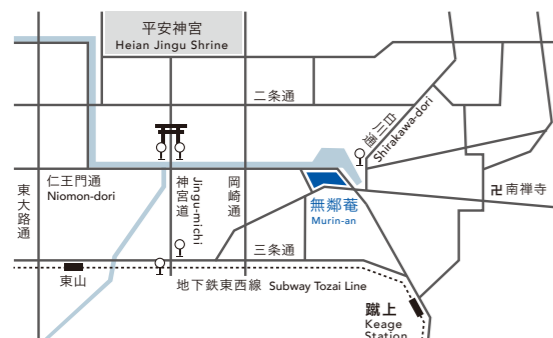 平安神宮
Heian Jingu Shrine
二条通
白川通
Shirakawa-dori
仁王門通
Niomon-dori
東大路通
神宮道
Jingu-michi
岡崎通
無鄰菴
Murin-an
卍南禅寺
三条通
東山
地下鉄東西線 Subway Tozai Line
蹴上
Keage
Station